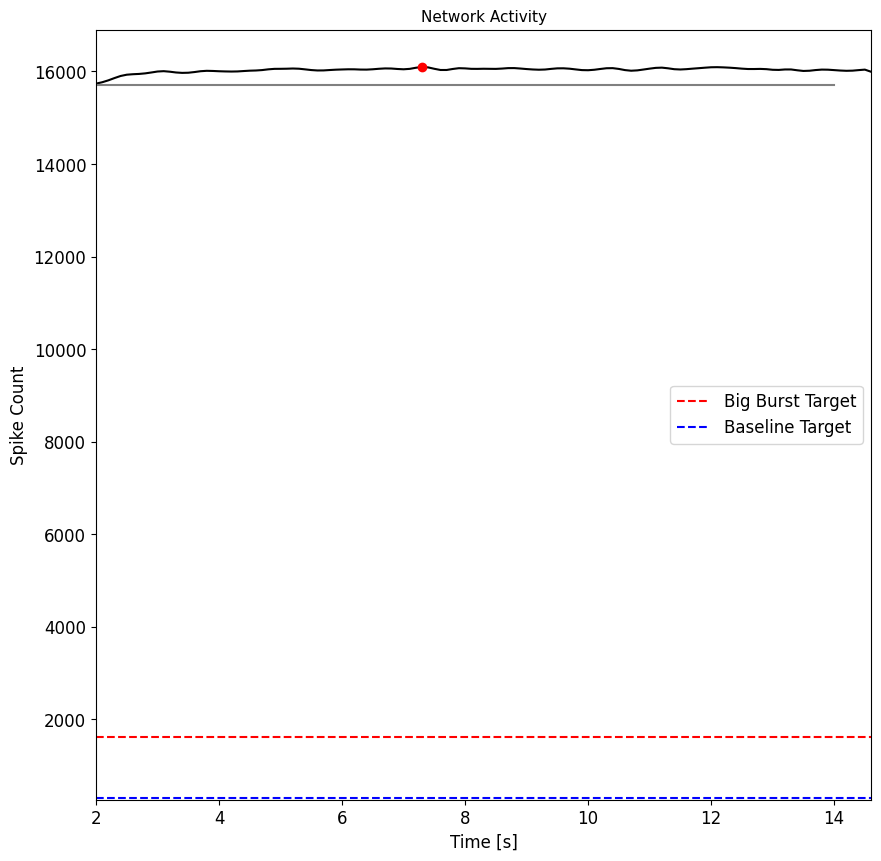 Network Activity
Spike Count
16000
14000
12000
10000
8000
6000
4000
2000
Big Burst Target
Baseline Target
2 4 6 8 10 12 14
Time [s]